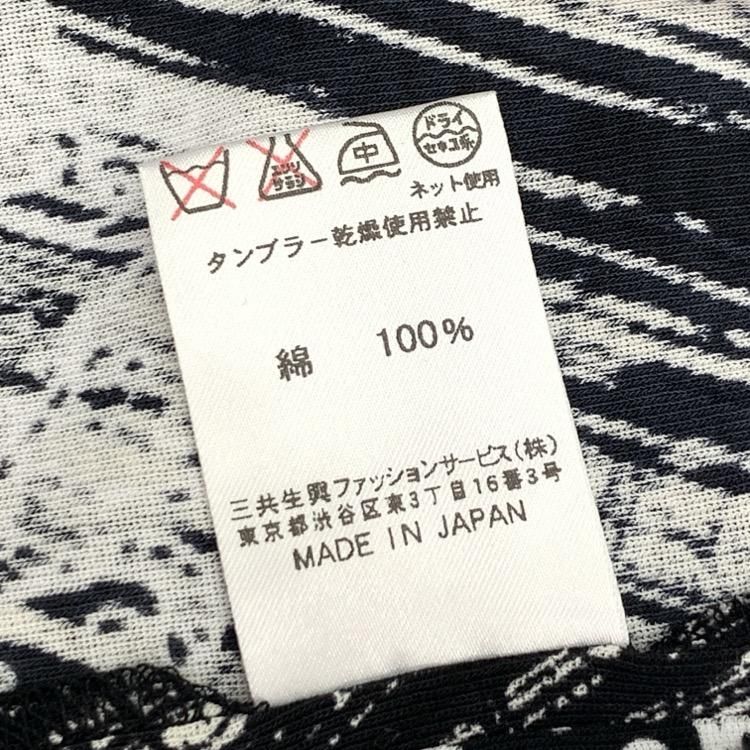 エンソ
サラシ
中
ドライ
セキユ系
ネット使用
タンブラー乾燥使用禁止
綿 100%
三共生興ファッションサービス(株)
東京都渋谷区東3丁目16番3号
MADE IN JAPAN